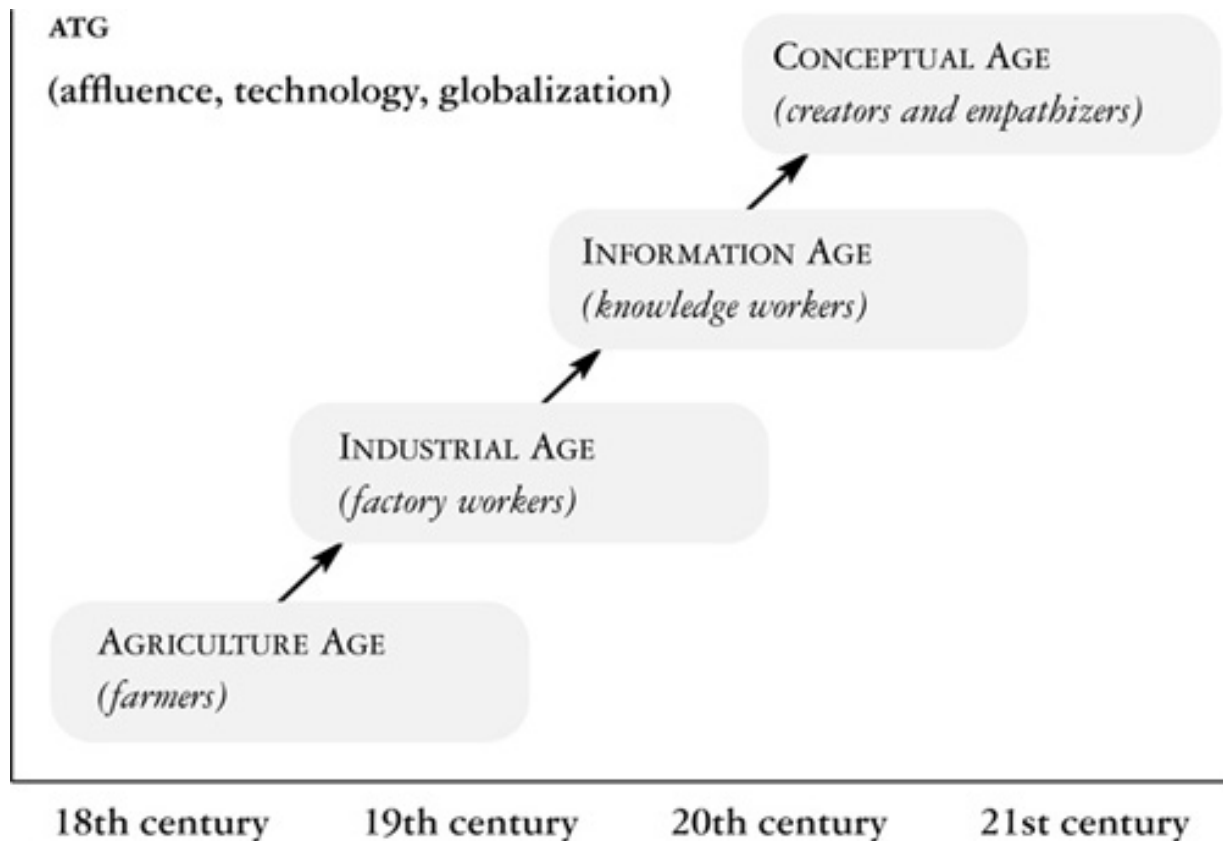 ATG
(affluence, technology, globalization)
CONCEPTUAL AGE
(creators and empathizers)
INFORMATION AGE
(knowledge workers)
INDUSTRIAL AGE
(factory workers)
AGRICULTURE AGE
(farmers)
18th century 19th century 20th century 21st century